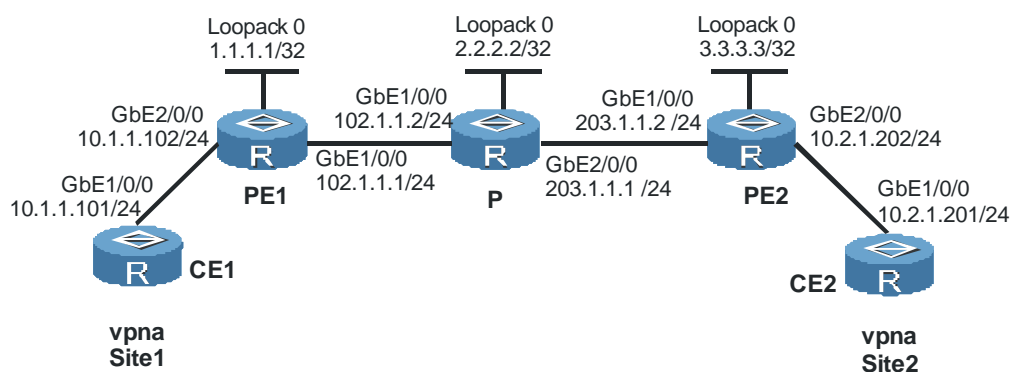 Loopack 0
1.1.1.1/32
Loopack 0
2.2.2.2/32
Loopack 0
3.3.3.3/32
GbE2/0/0
10.1.1.102/24
GbE1/0/0
102.1.1.2/24
GbE1/0/0
203.1.1.2 /24
GbE2/0/0
10.2.1.202/24
R
R
R
GbE1/0/0
102.1.1.1/24
GbE2/0/0
203.1.1.1 /24
PE1
P
PE2
GbE1/0/0
10.1.1.101/24
GbE1/0/0
10.2.1.201/24
R
CE1
R
CE2
vpna
Site1
vpna
Site2